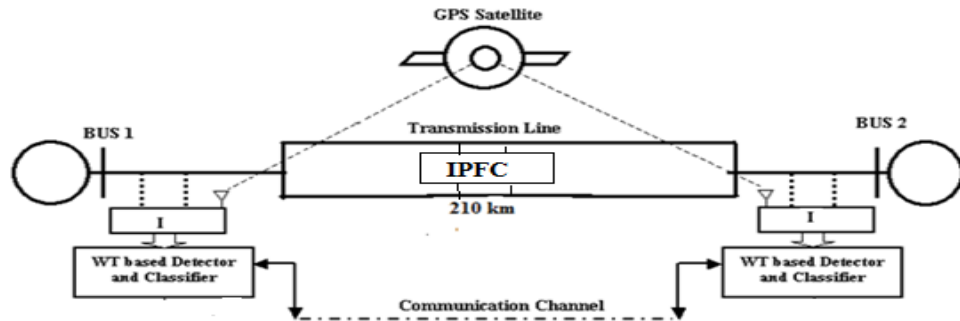 GPS Satellite
BUS 1
Transmission Line
BUS 2
IPFC
210 km
I
I
WT based Detector
and Classifier
WT based Detector
and Classifier
Communication Channel